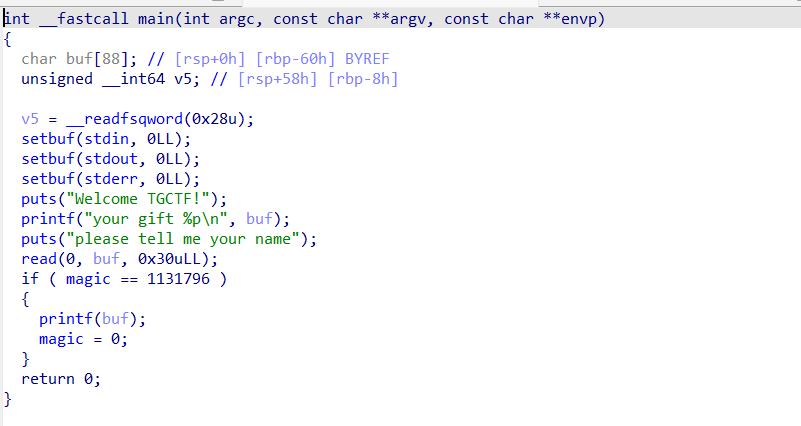 int __fastcall main(int argc, const char **argv, const char **envp)
{
  char buf[88]; // [rsp+0h] [rbp-60h] BYREF
  unsigned __int64 v5; // [rsp+58h] [rbp-8h]

  v5 = __readfsqword(0x28u);
  setbuf(stdin, 0LL);
  setbuf(stdout, 0LL);
  setbuf(stderr, 0LL);
  puts("Welcome TGCTF!");
  printf("your gift %p\n", buf);
  puts("please tell me your name");
  read(0, buf, 0x30uLL);
  if ( magic == 1131796 )
  {
    printf(buf);
    magic = 0;
  }
  return 0;
}